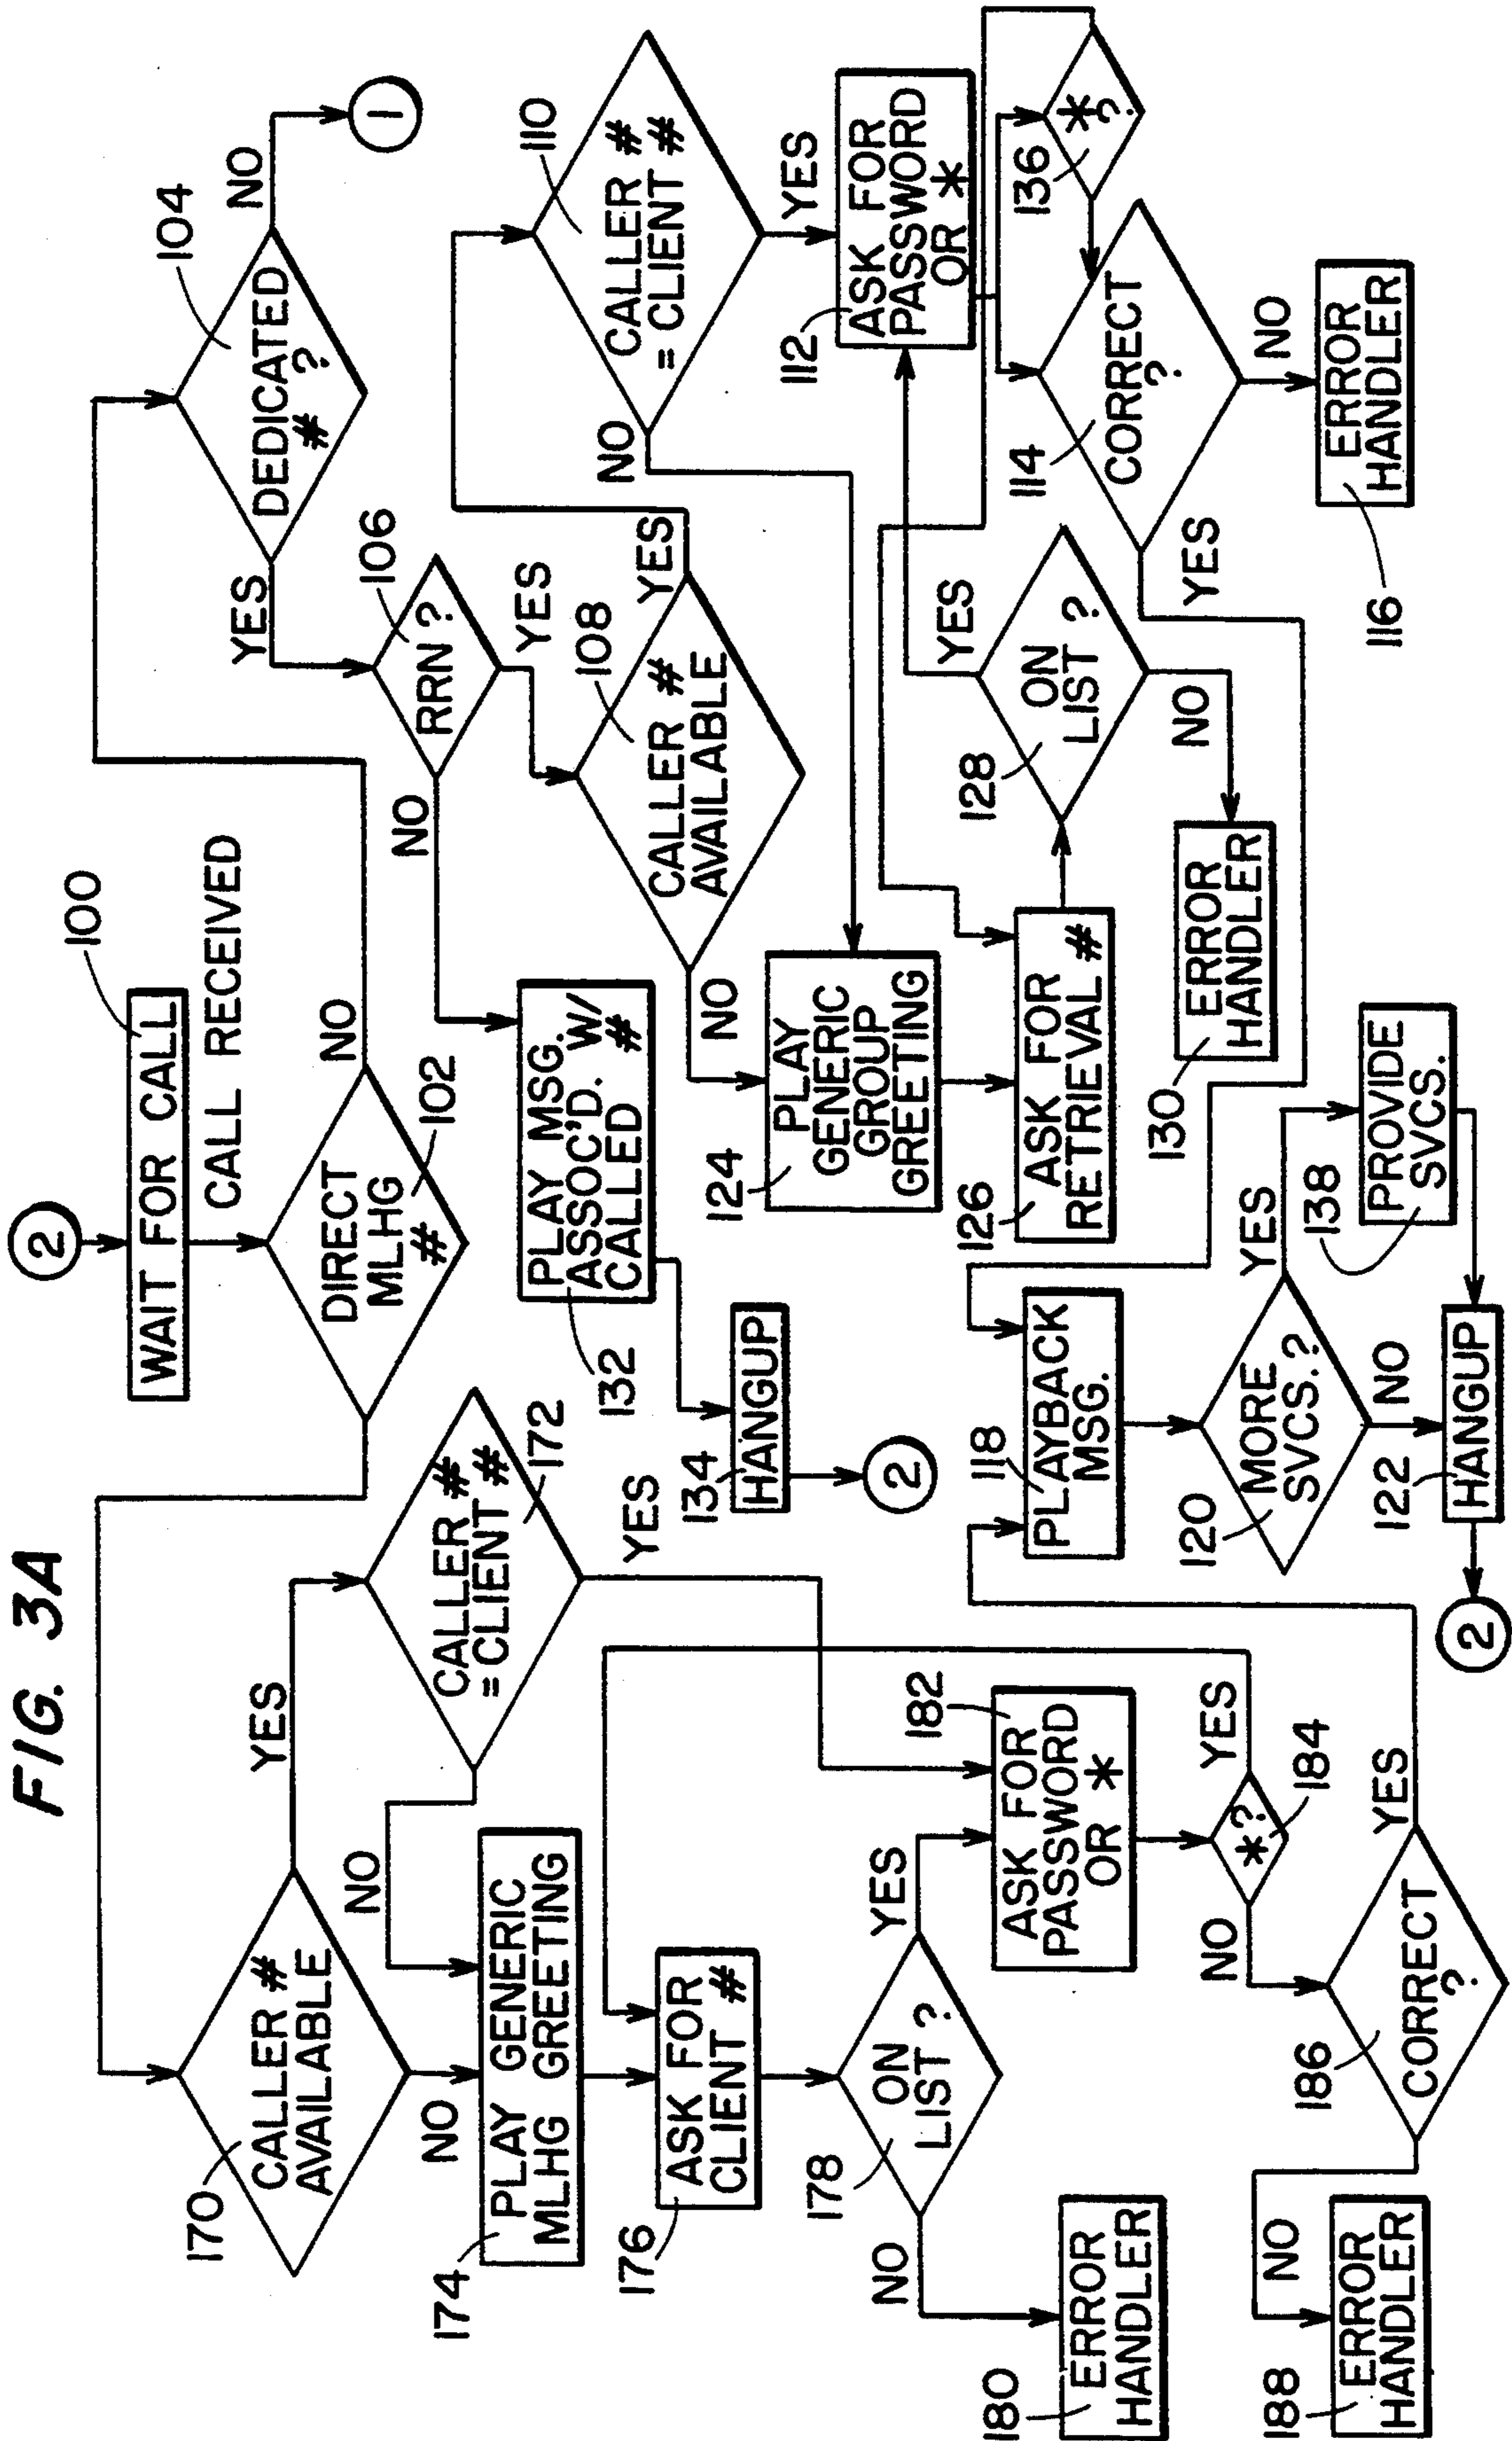 FIG. 3A
2
WAIT FOR CALL
100
CALL RECEIVED
DIRECT
MLHG
#
102
NO
DEDICATED
#?
104
NO
1
YES
RRN ?
106
NO
YES
CALLER #
AVAILABLE
108
YES
NO
CALLER #
= CLIENT #
110
NO
YES
ASK FOR
PASSWORD
OR *
112
*?
136
CORRECT
?
114
NO
YES
ERROR
HANDLER
116
PLAY MSG.
ASSOC'D. W/
CALLED #
132
HANGUP
134
2
PLAY
GENERIC
GROUP
GREETING
124
ASK FOR
RETRIEVAL #
126
ON
LIST ?
128
YES
NO
ERROR
HANDLER
130
PLAYBACK
MSG.
118
MORE
SVCS. ?
120
YES
NO
PROVIDE
SVCS.
138
HANGUP
122
2
CALLER #
AVAILABLE
170
YES
NO
CALLER #
=CLIENT #
172
NO
YES
PLAY GENERIC
MLHG GREETING
174
ASK FOR
CLIENT #
176
ON
LIST ?
178
YES
NO
ERROR
HANDLER
180
ASK FOR
PASSWORD
OR *
182
*?
184
YES
NO
CORRECT
?
186
YES
NO
ERROR
HANDLER
188